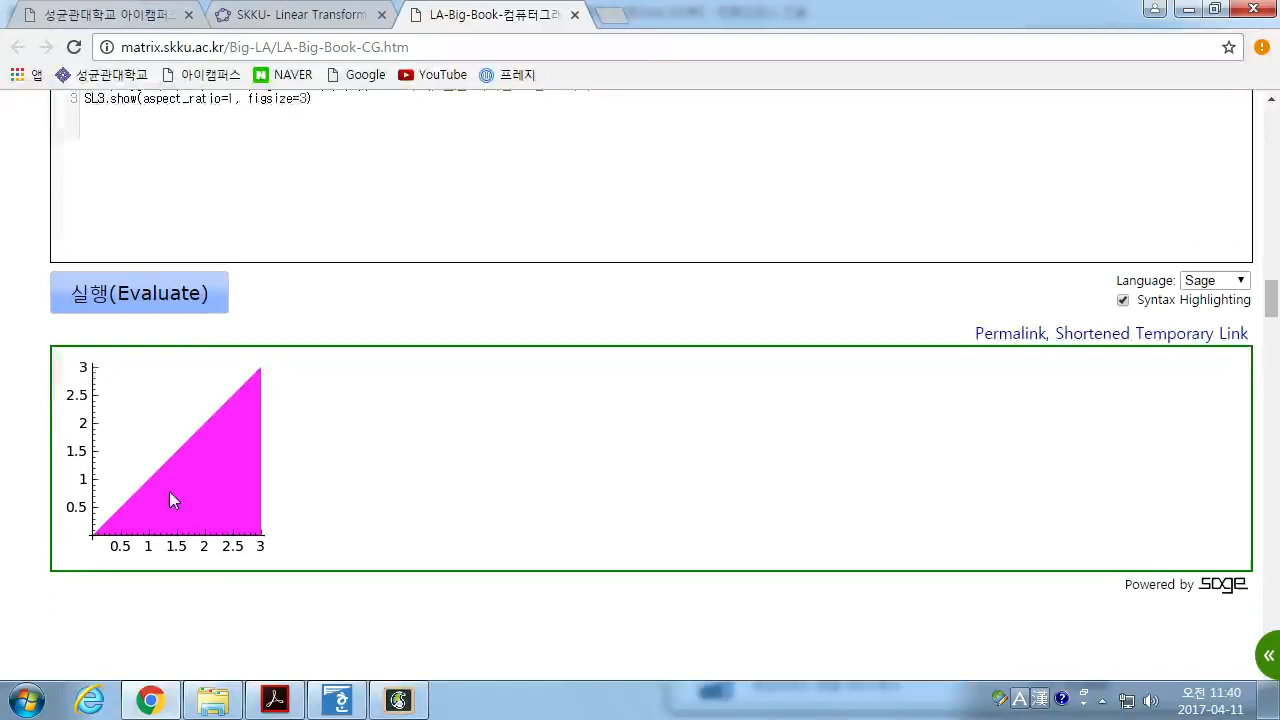 성균관대학교 아이캠퍼스
SKKU- Linear Transform
LA-Big-Book-컴퓨터그래
matrix.skku.ac.kr/Big-LA/LA-Big-Book-CG.htm
앱 성균관대학교 아이캠퍼스 NAVER Google YouTube 프레지
3 SL3.show(aspect_ratio=1, figsize=3)
실행(Evaluate)
Language: Sage
Syntax Highlighting
Permalink, Shortened Temporary Link
3
2.5
2
1.5
1
0.5
0.5 1 1.5 2 2.5 3
Powered by sage
«
A 漢
오전 11:40
2017-04-11